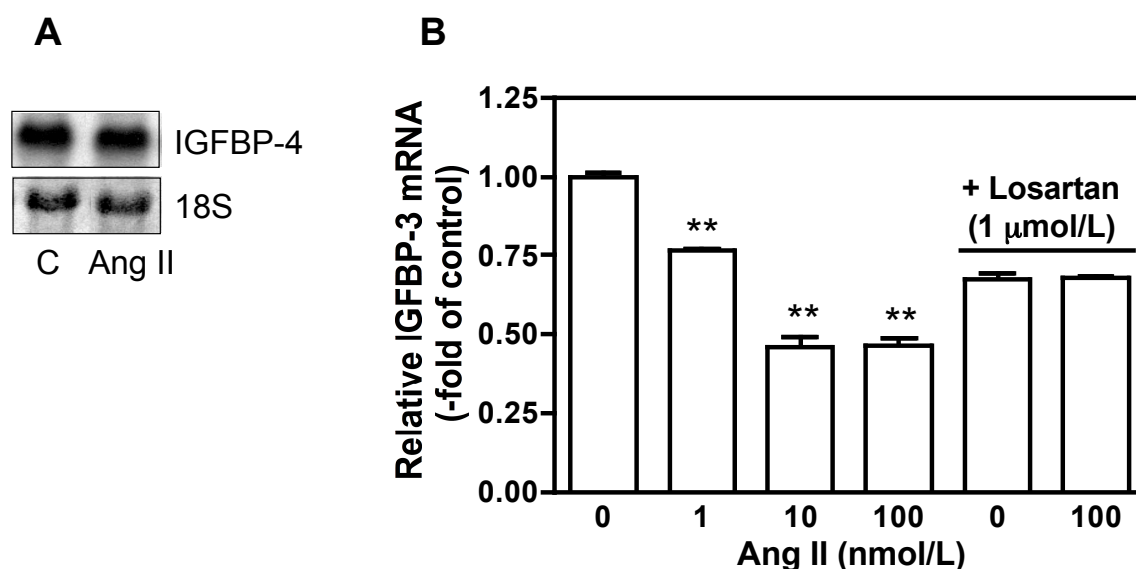 A
IGFBP-4
18S
C Ang II
B
Relative IGFBP-3 mRNA
(-fold of control)
1.25
1.00
0.75
0.50
0.25
0.00
**
**
**
+ Losartan
(1 μmol/L)
0 1 10 100 0 100
Ang II (nmol/L)